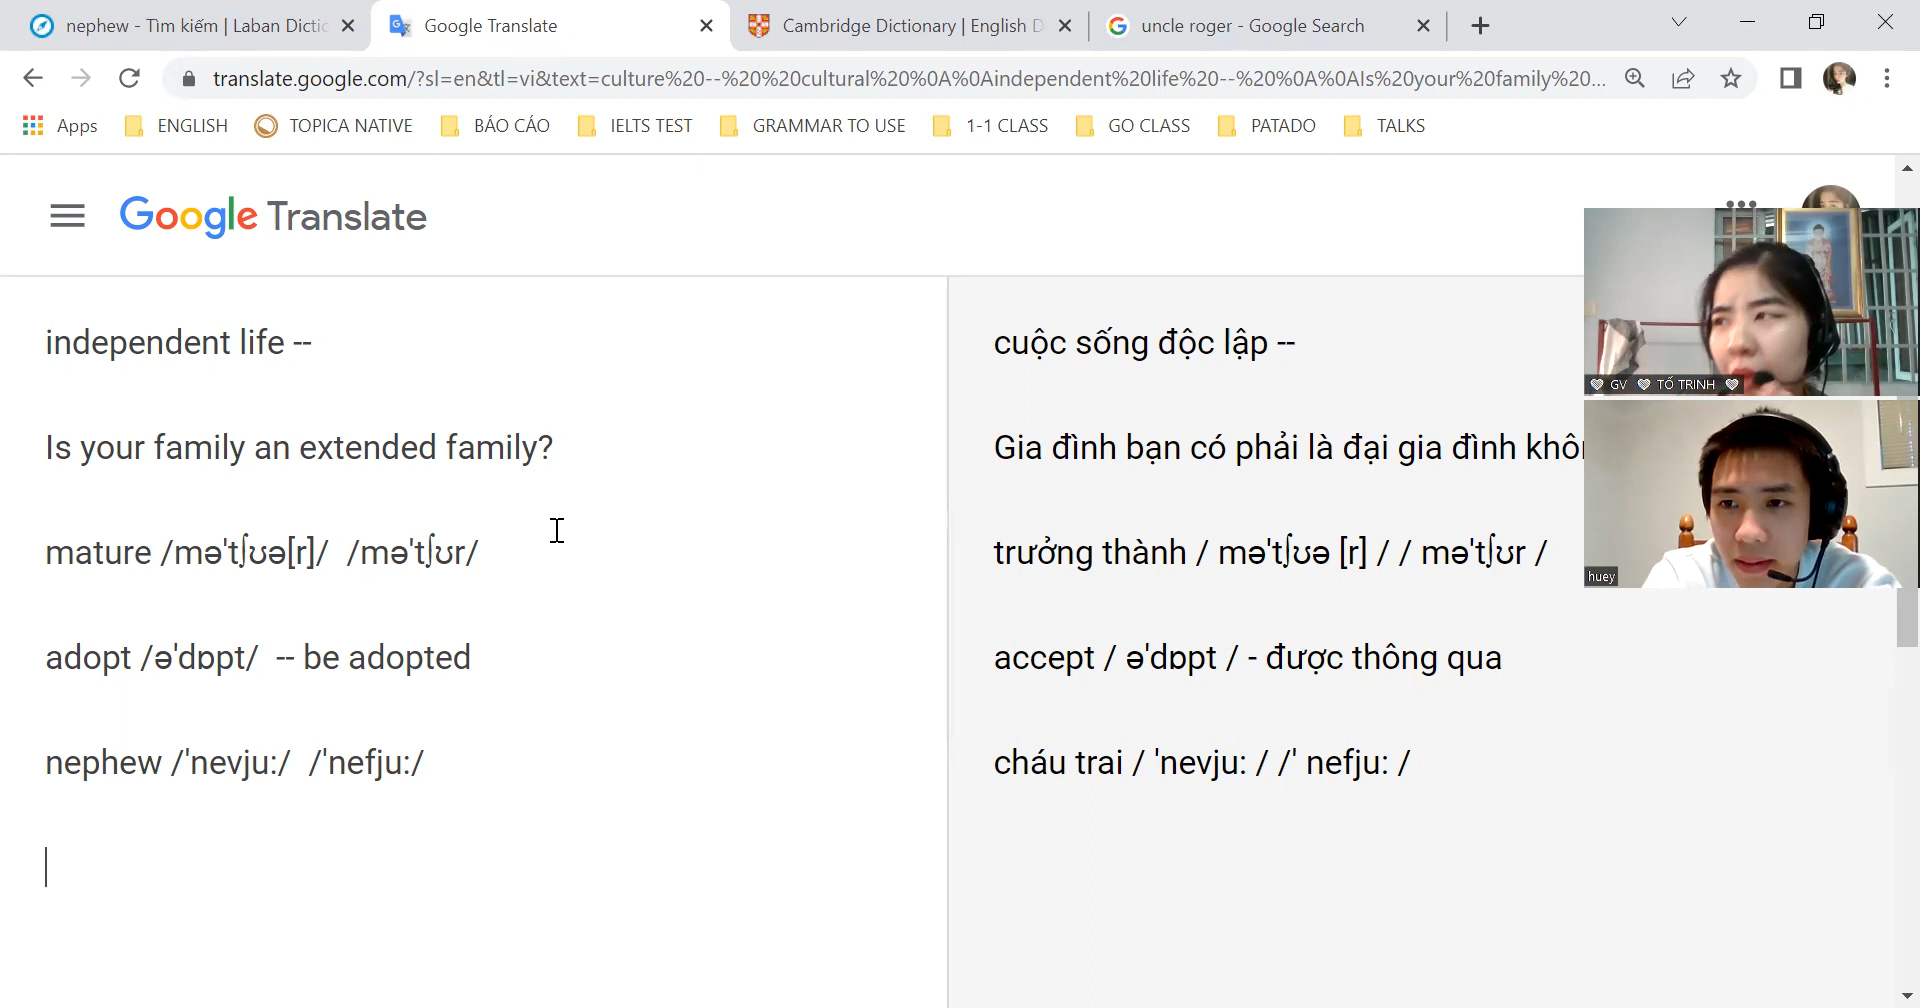 nephew - Tìm kiếm | Laban Dictic
Google Translate
Cambridge Dictionary | English D
uncle roger - Google Search
translate.google.com/?sl=en&tl=vi&text=culture%20--%20%20cultural%20%0A%0Aindependent%20life%20--%20%0A%0AIs%20your%20family%20...
Apps
ENGLISH
TOPICA NATIVE
BÁO CÁO
IELTS TEST
GRAMMAR TO USE
1-1 CLASS
GO CLASS
PATADO
TALKS
Google Translate
independent life --
Is your family an extended family?
mature /mə't∫ʊə[r]/ /mə't∫ʊr/
adopt /ə'dɒpt/ -- be adopted
nephew /'nevju:/ /'nefju:/
cuộc sống độc lập --
Gia đình bạn có phải là đại gia đình khôn
trưởng thành / mə't∫ʊə [r] / / mə't∫ʊr /
accept / ə'dɒpt / - được thông qua
cháu trai / 'nevju: / /' nefju: /
GV TỐ TRINH
huey